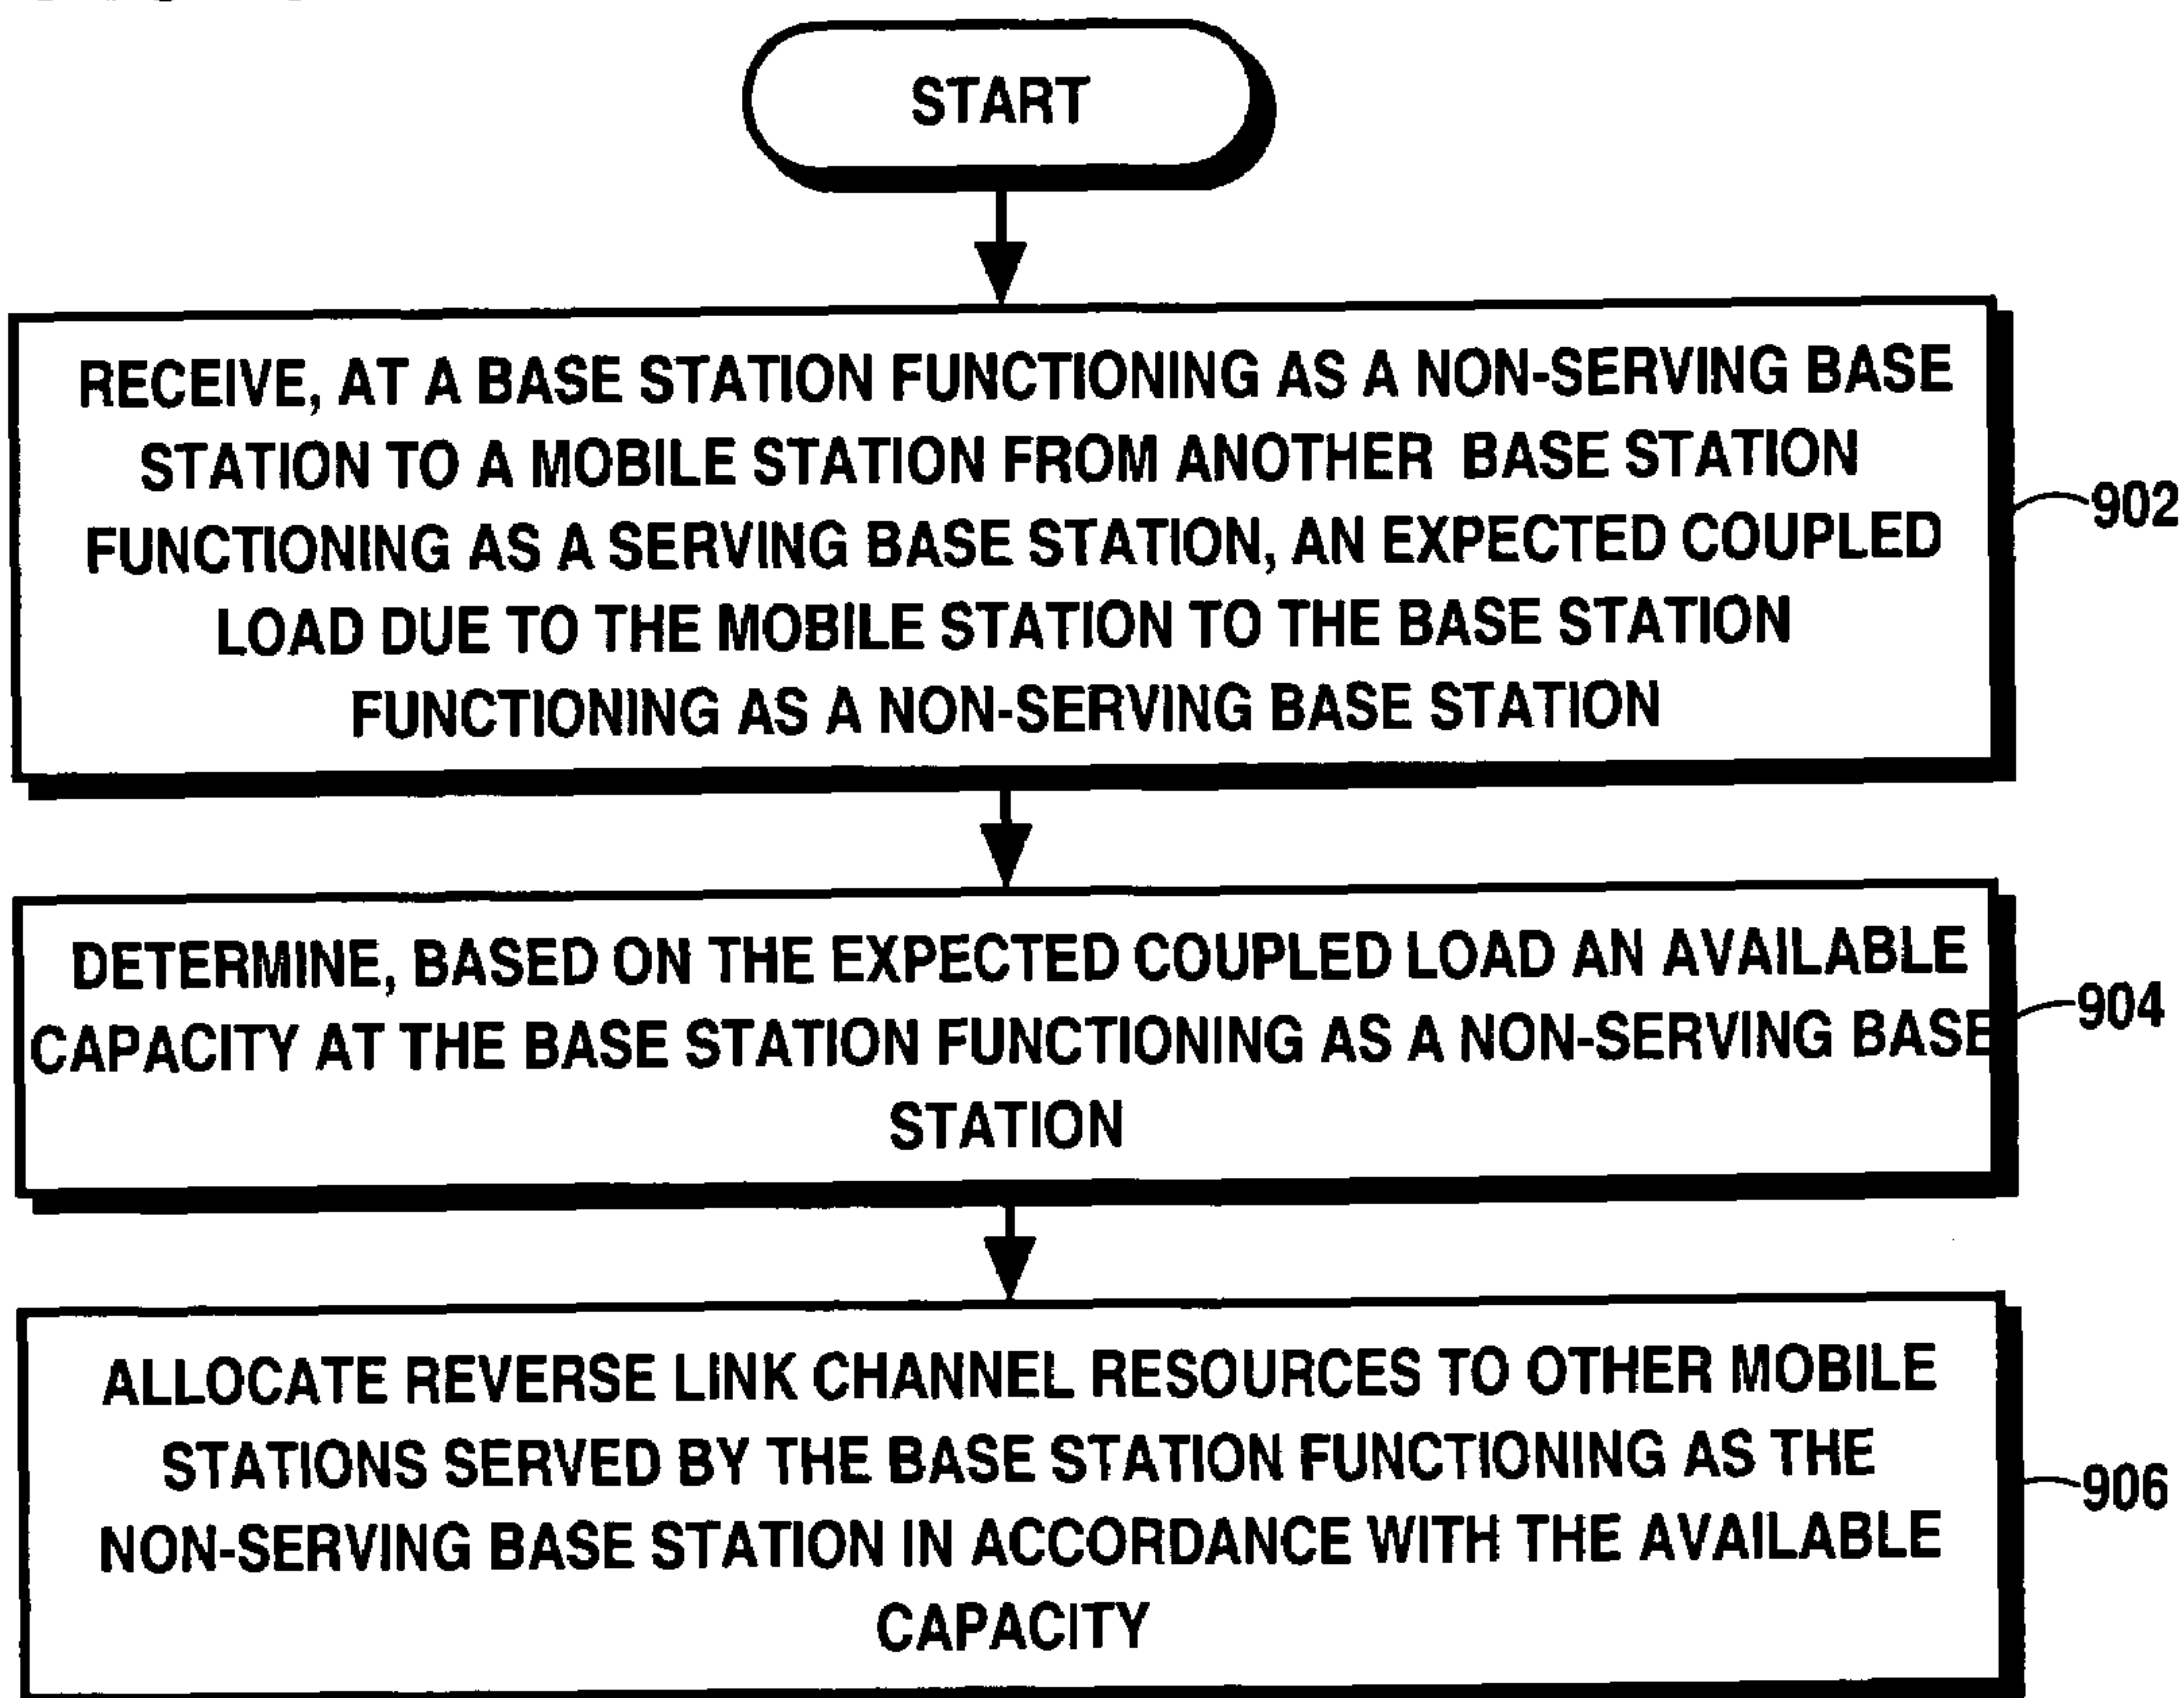 START
RECEIVE, AT A BASE STATION FUNCTIONING AS A NON-SERVING BASE
STATION TO A MOBILE STATION FROM ANOTHER BASE STATION
FUNCTIONING AS A SERVING BASE STATION, AN EXPECTED COUPLED
LOAD DUE TO THE MOBILE STATION TO THE BASE STATION
FUNCTIONING AS A NON-SERVING BASE STATION
902
DETERMINE, BASED ON THE EXPECTED COUPLED LOAD AN AVAILABLE
CAPACITY AT THE BASE STATION FUNCTIONING AS A NON-SERVING BASE
STATION
904
ALLOCATE REVERSE LINK CHANNEL RESOURCES TO OTHER MOBILE
STATIONS SERVED BY THE BASE STATION FUNCTIONING AS THE
NON-SERVING BASE STATION IN ACCORDANCE WITH THE AVAILABLE
CAPACITY
906